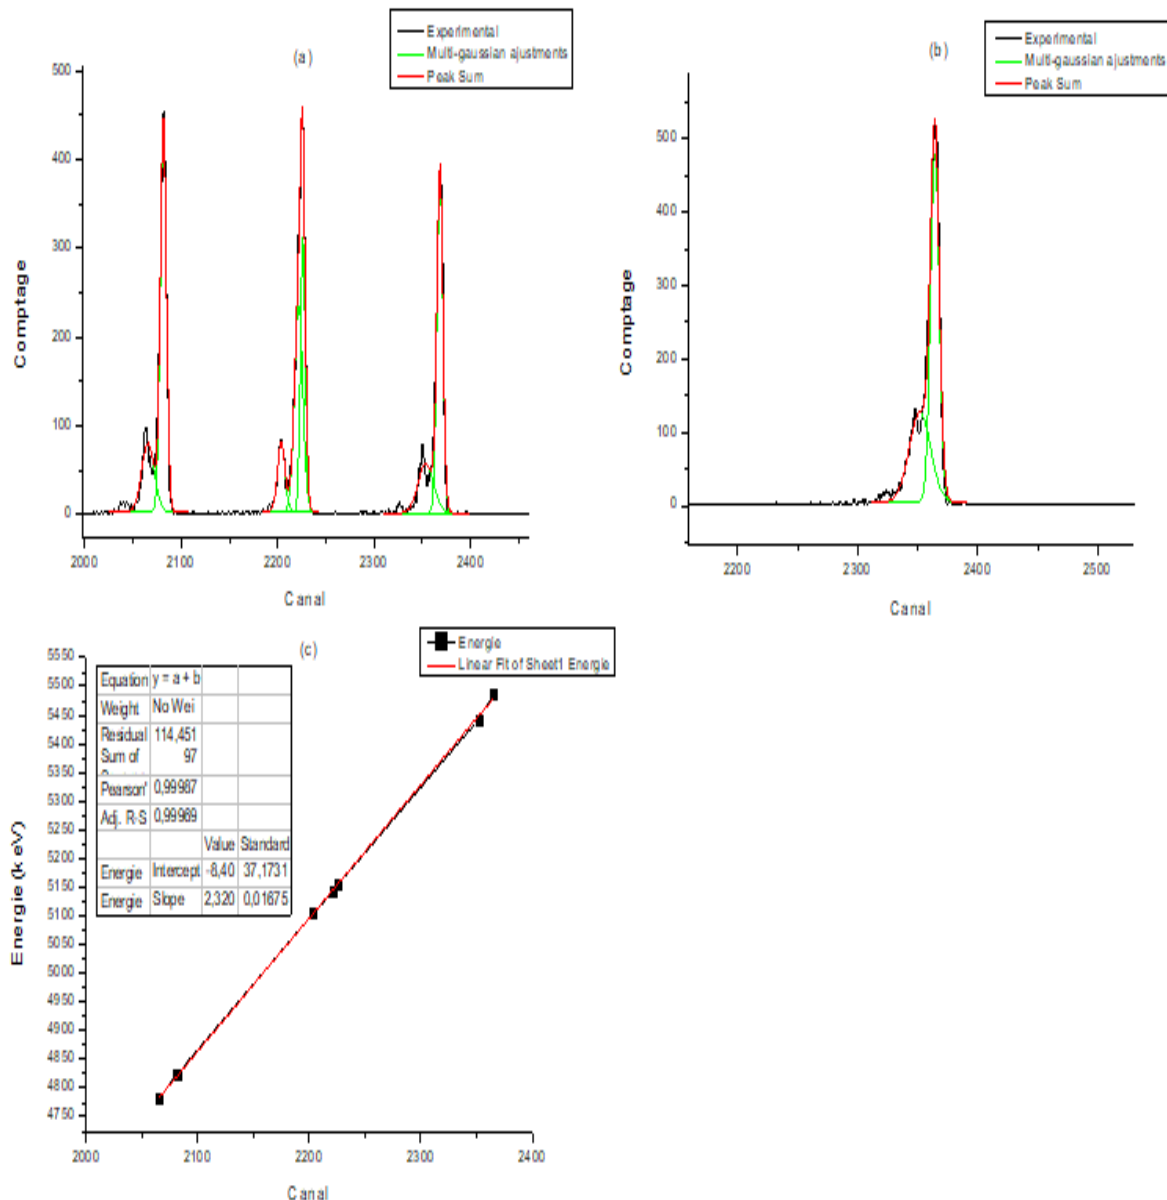 (a)
Experimental
Multi-gaussian ajustments
Peak Sum
500
400
300
200
100
0
Comptage
2000 2100 2200 2300 2400
Canal
(b)
Experimental
Multi-gaussian ajustments
Peak Sum
500
400
300
200
100
0
Comptage
2200 2300 2400 2500
Canal
(c)
Energie
Linear Fit of Sheet1 Energie
5550
5500
5450
5400
5350
5300
5250
5200
5150
5100
5050
5000
4950
4900
4850
4800
4750
Energie (keV)
Equation y = a + b
Weight No Wei
Residual 114,451
Sum of 97
Pearson' 0,99987
Adj. R-S 0,99969
Value Standard
Energie Intercept -8,40 37,1731
Energie Slope 2,320 0,01675
2000 2100 2200 2300 2400
Canal